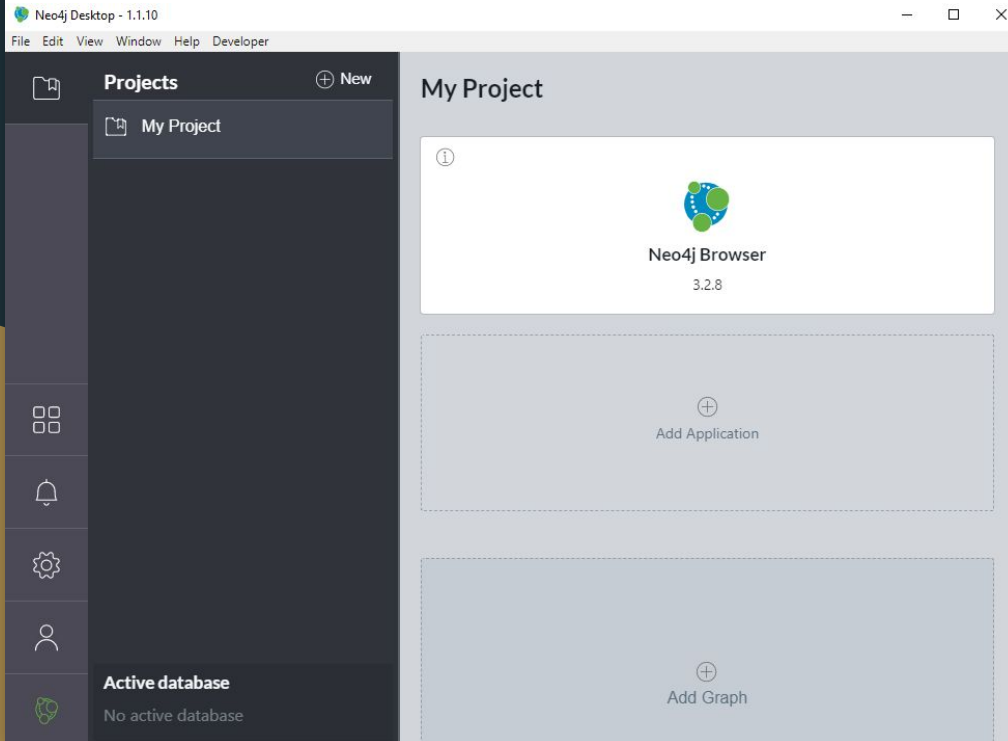 Neo4j Desktop - 1.1.10
File Edit View Window Help Developer
Projects
New
My Project
Active database
No active database
My Project
Neo4j Browser
3.2.8
Add Application
Add Graph